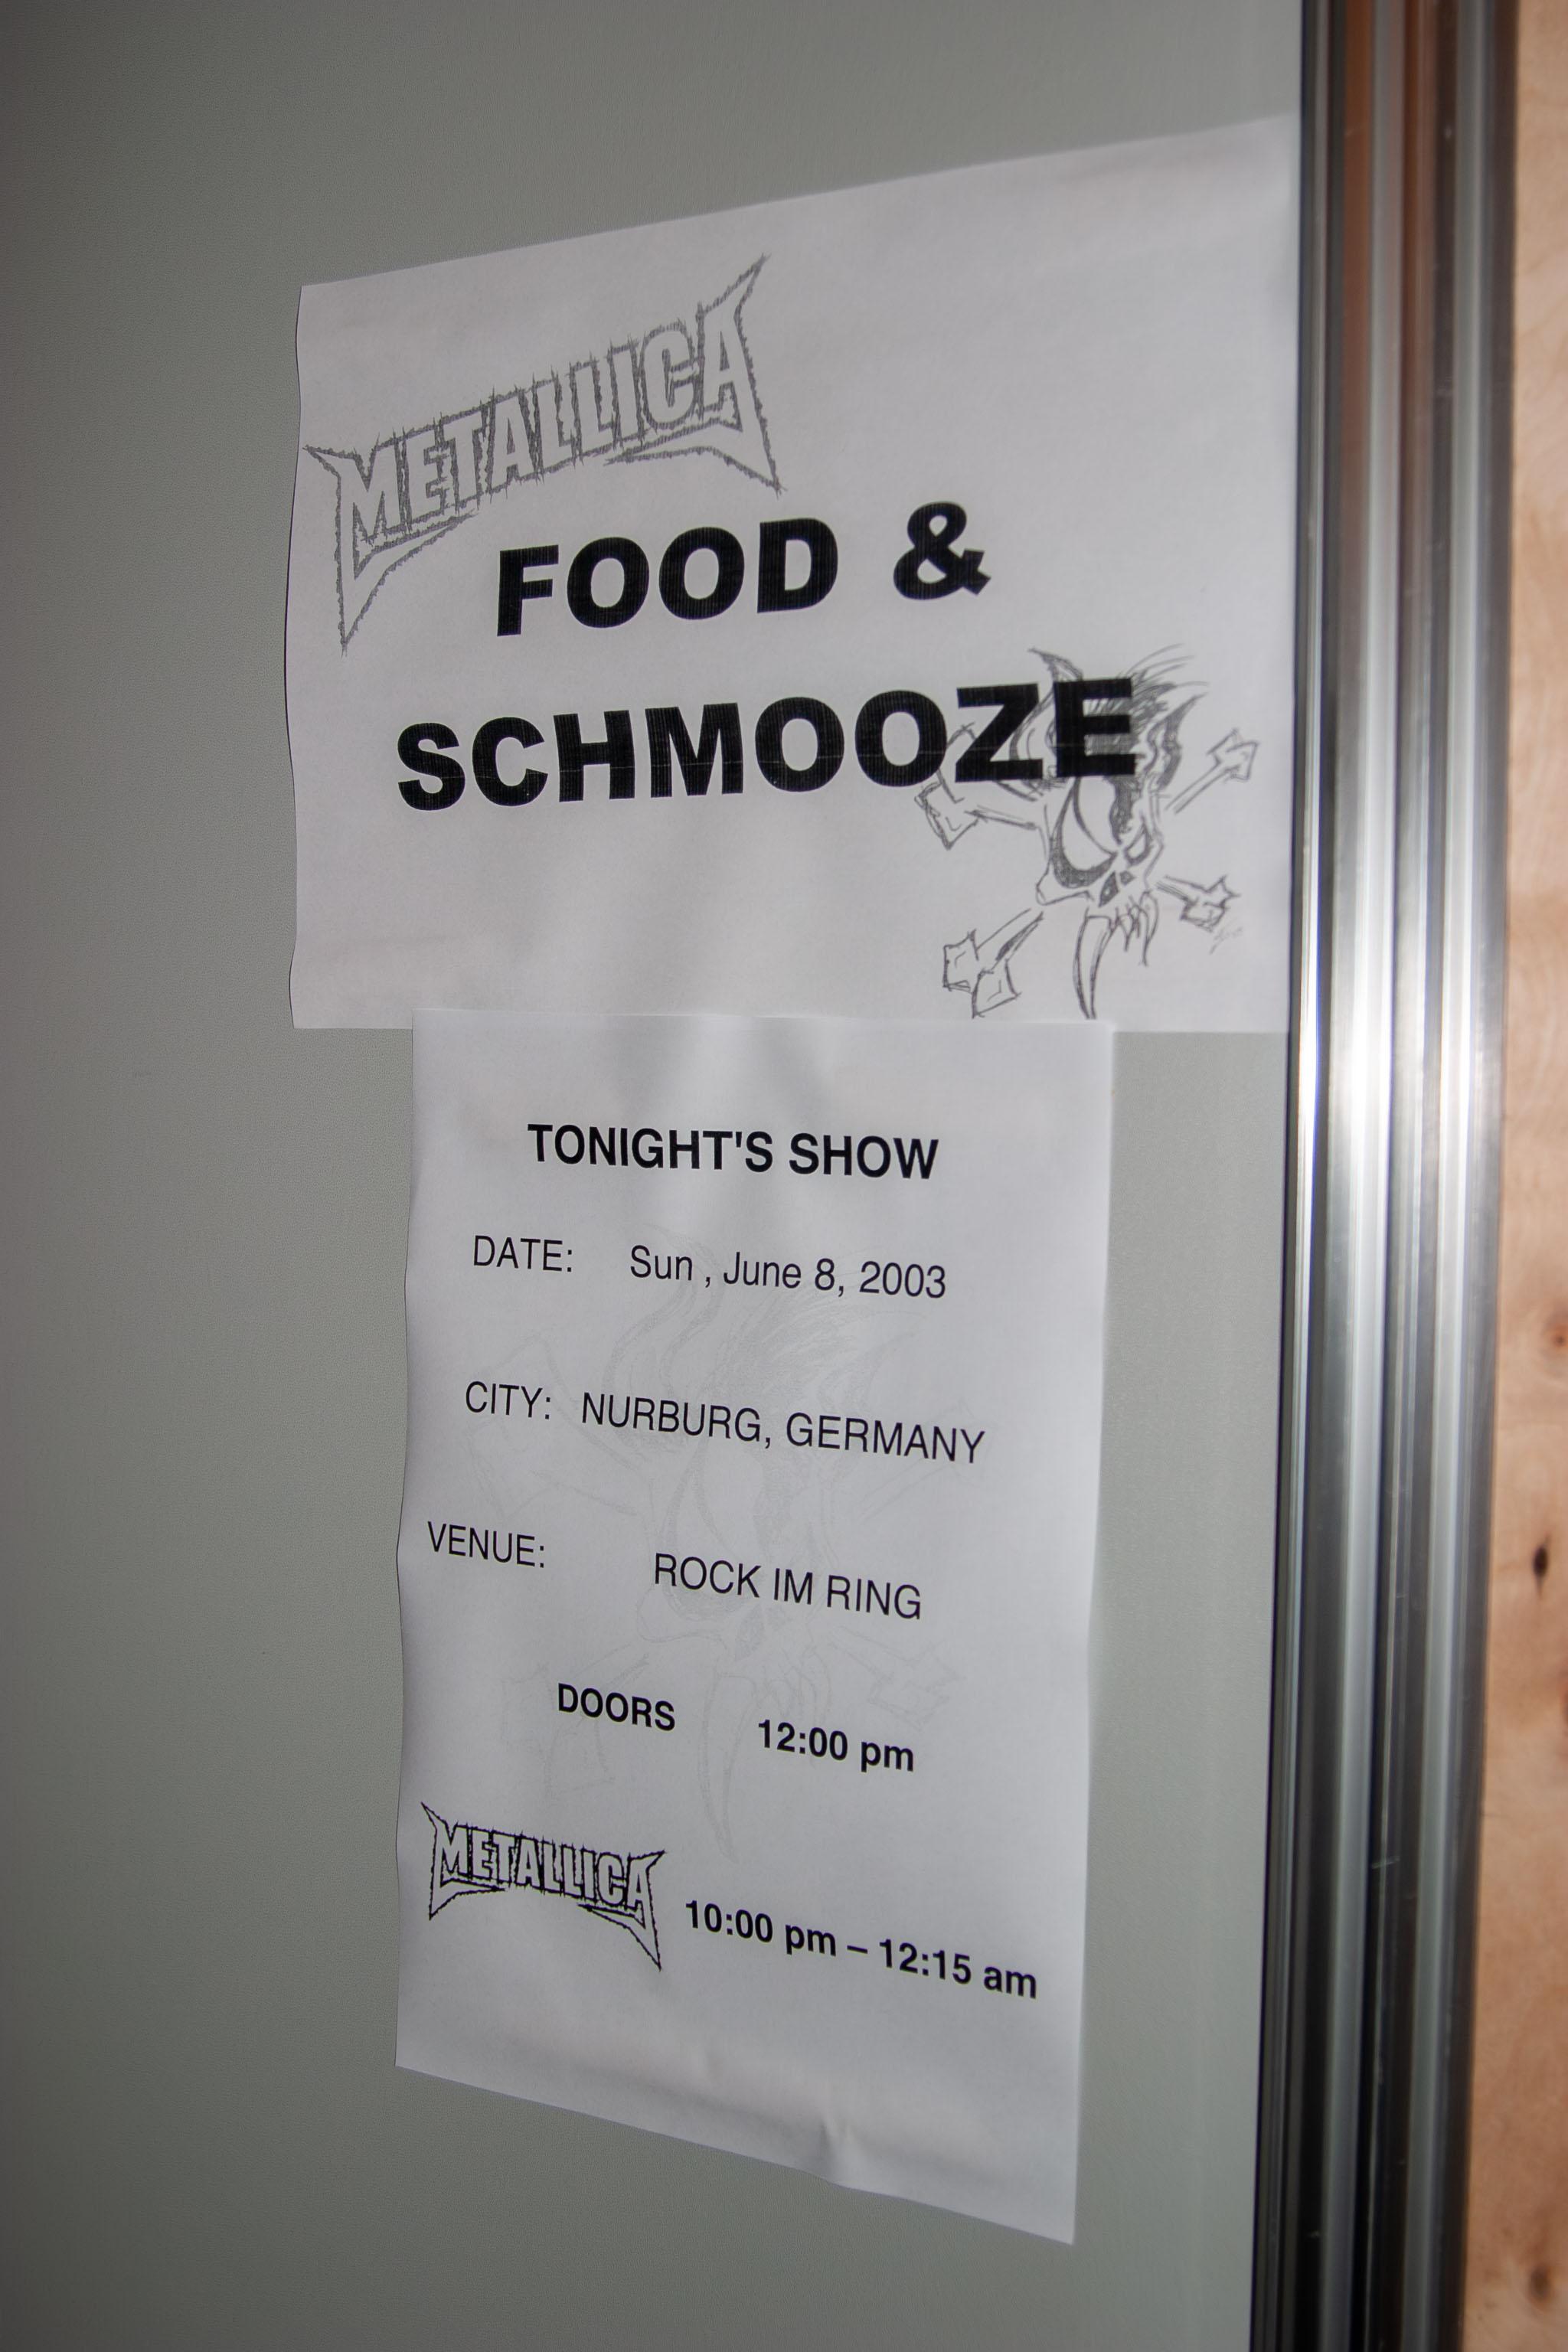 METALLICA
FOOD &
SCHMOOZE
TONIGHT'S SHOW
DATE: Sun , June 8, 2003
CITY: NURBURG, GERMANY
VENUE: ROCK IM RING
DOORS 12:00 pm
METALLICA 10:00 pm – 12:15 am